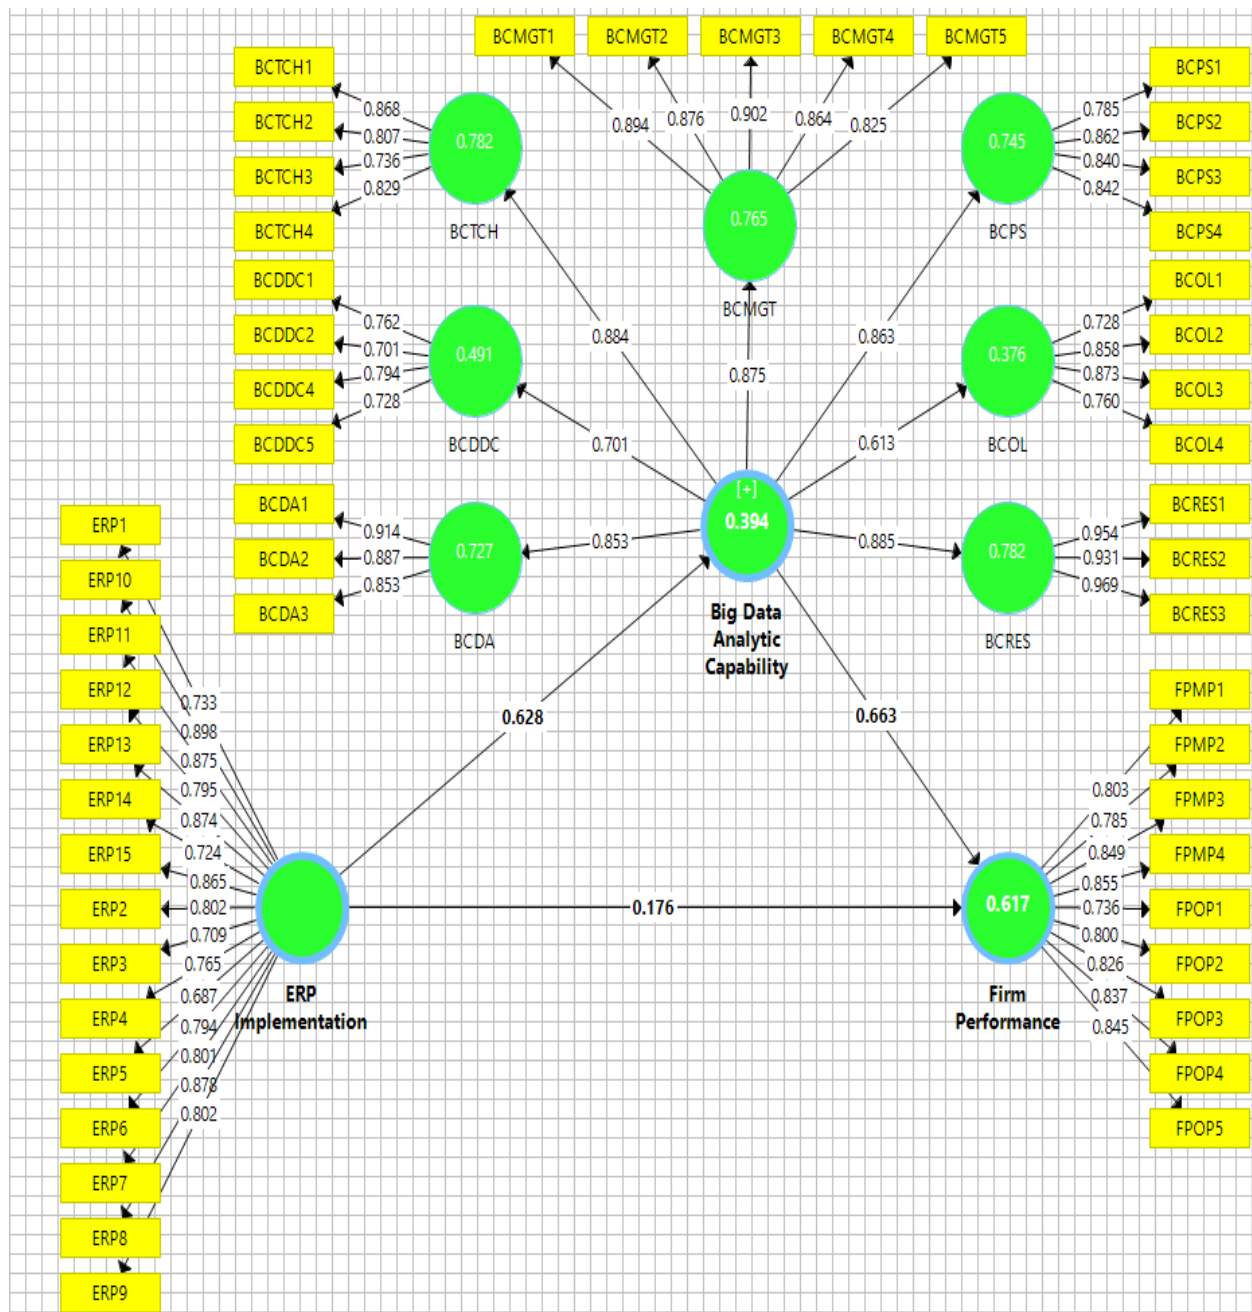 BCMGT1 BCMGT2 BCMGT3 BCMGT4 BCMGT5
BCTCH1
BCTCH2
BCTCH3
BCTCH4
0.868
0.807
0.736
0.829
0.782
BCTCH
0.894 0.876 0.902 0.864 0.825
0.765
BCMGT
BCPS1
BCPS2
BCPS3
BCPS4
0.785
0.862
0.840
0.842
0.745
BCPS
BCDDC1
BCDDC2
BCDDC4
BCDDC5
0.762
0.701
0.794
0.728
0.491
BCDDC
0.884
0.875
0.863
0.701
0.613
BCOL1
BCOL2
BCOL3
BCOL4
0.728
0.858
0.873
0.760
0.376
BCOL
BCDA1
BCDA2
BCDA3
0.914
0.887
0.853
0.727
BCDA
0.853
[+]
0.394
Big Data
Analytic
Capability
0.885
0.782
BCRES
0.954
0.931
0.969
BCRES1
BCRES2
BCRES3
ERP1
ERP10
ERP11
ERP12
ERP13
ERP14
ERP15
ERP2
ERP3
ERP4
ERP5
ERP6
ERP7
ERP8
ERP9
0.733
0.898
0.875
0.795
0.874
0.724
0.865
0.802
0.709
0.765
0.687
0.794
0.801
0.878
0.802
ERP
Implementation
0.628
0.663
0.176
0.617
Firm
Performance
0.803
0.785
0.849
0.855
0.736
0.800
0.826
0.837
0.845
FPMP1
FPMP2
FPMP3
FPMP4
FPOP1
FPOP2
FPOP3
FPOP4
FPOP5